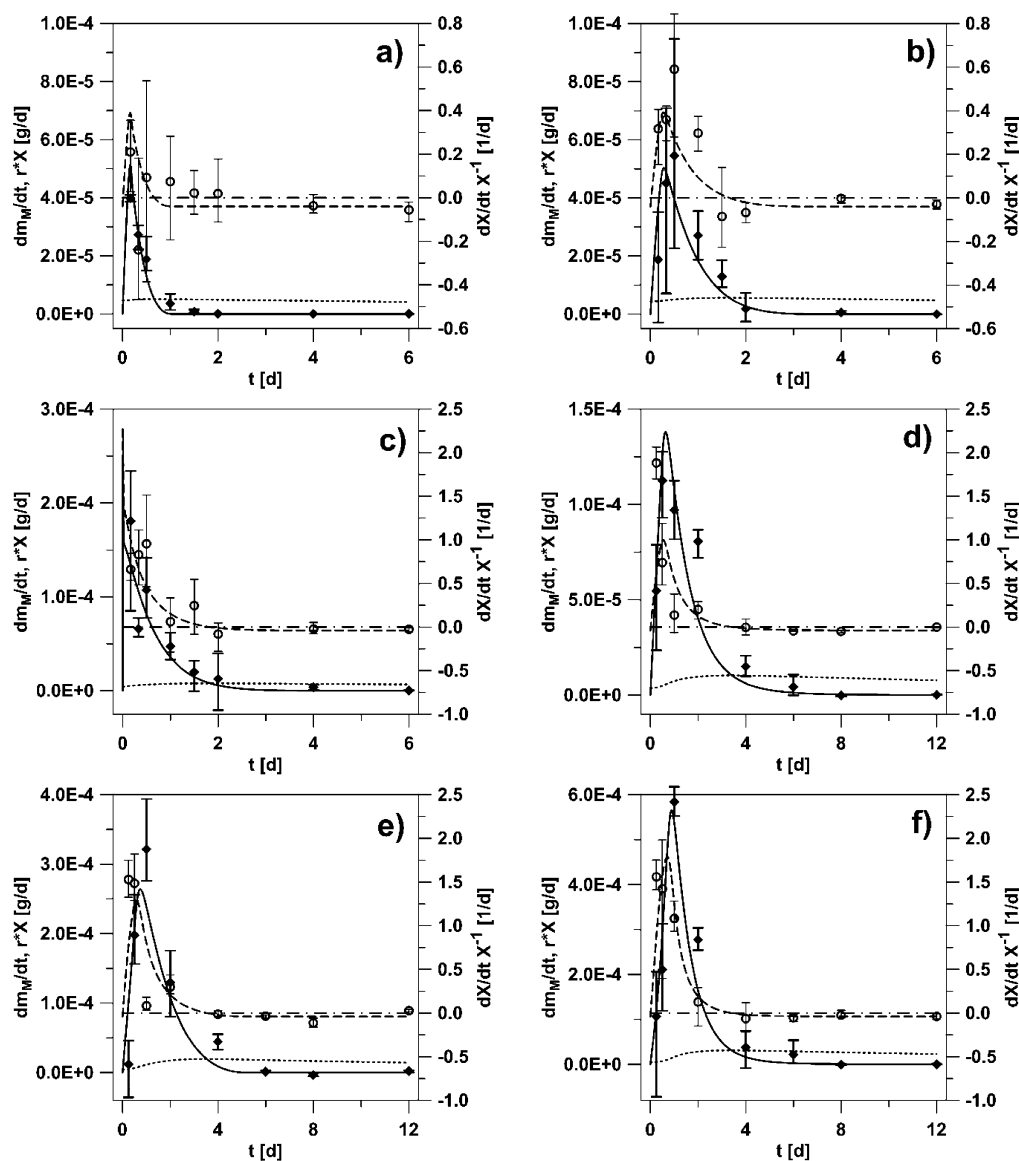 a)
1.0E-4 8.0E-5 6.0E-5 4.0E-5 2.0E-5 0.0E+0
dm_M/dt, r*X [g/d]
0.8 0.6 0.4 0.2 0.0 -0.2 -0.4 -0.6
dX/dt X^-1 [1/d]
0 2 4 6
t [d]
b)
1.0E-4 8.0E-5 6.0E-5 4.0E-5 2.0E-5 0.0E+0
dm_M/dt, r*X [g/d]
0.8 0.6 0.4 0.2 0.0 -0.2 -0.4 -0.6
dX/dt X^-1 [1/d]
0 2 4 6
t [d]
c)
3.0E-4 2.0E-4 1.0E-4 0.0E+0
dm_M/dt, r*X [g/d]
2.5 2.0 1.5 1.0 0.5 0.0 -0.5 -1.0
dX/dt X^-1 [1/d]
0 2 4 6
t [d]
d)
1.5E-4 1.0E-4 5.0E-5 0.0E+0
dm_M/dt, r*X [g/d]
2.5 2.0 1.5 1.0 0.5 0.0 -0.5 -1.0
dX/dt X^-1 [1/d]
0 4 8 12
t [d]
e)
4.0E-4 3.0E-4 2.0E-4 1.0E-4 0.0E+0
dm_M/dt, r*X [g/d]
2.5 2.0 1.5 1.0 0.5 0.0 -0.5 -1.0
dX/dt X^-1 [1/d]
0 4 8 12
t [d]
f)
6.0E-4 4.0E-4 2.0E-4 0.0E+0
dm_M/dt, r*X [g/d]
2.5 2.0 1.5 1.0 0.5 0.0 -0.5 -1.0
dX/dt X^-1 [1/d]
0 4 8 12
t [d]